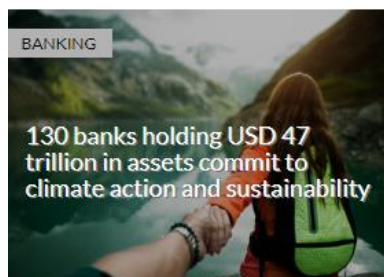 BANKING
130 banks holding USD 47
trillion in assets commit to
climate action and sustainability